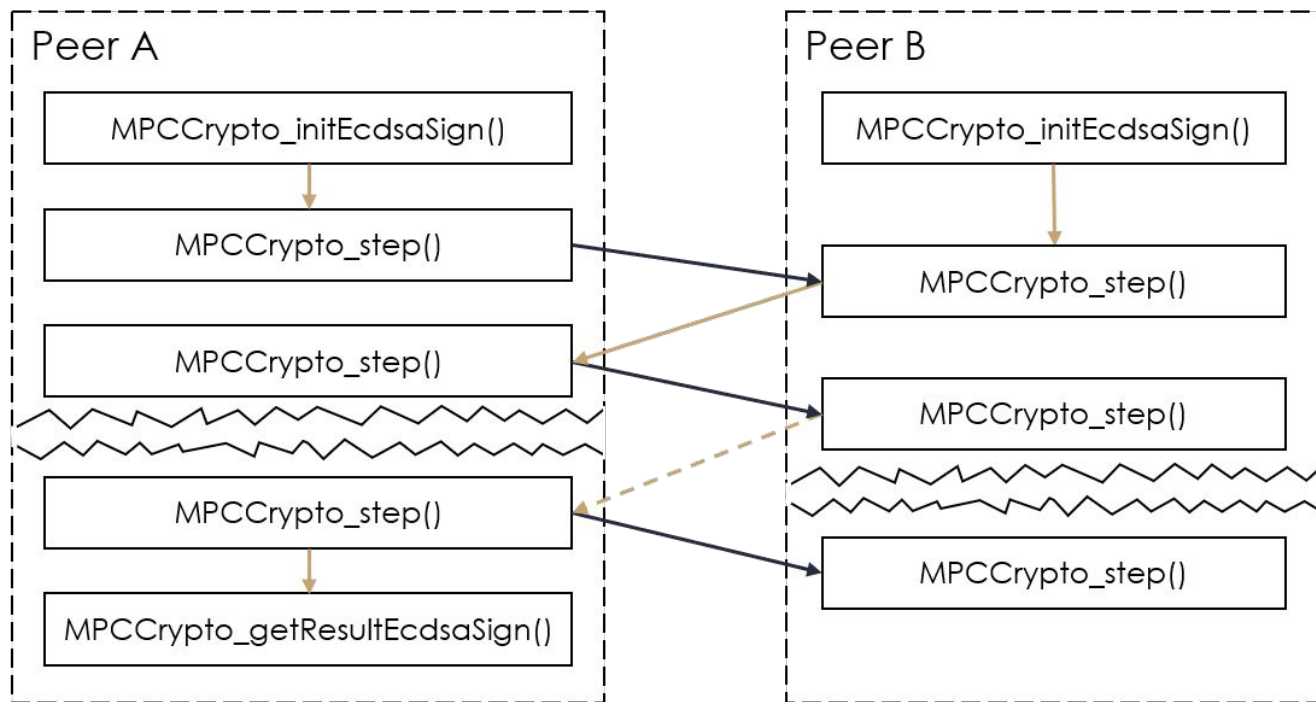 Peer A
MPCCrypto_initEcdsaSign()
MPCCrypto_step()
MPCCrypto_step()
MPCCrypto_step()
MPCCrypto_getResultEcdsaSign()
Peer B
MPCCrypto_initEcdsaSign()
MPCCrypto_step()
MPCCrypto_step()
MPCCrypto_step()